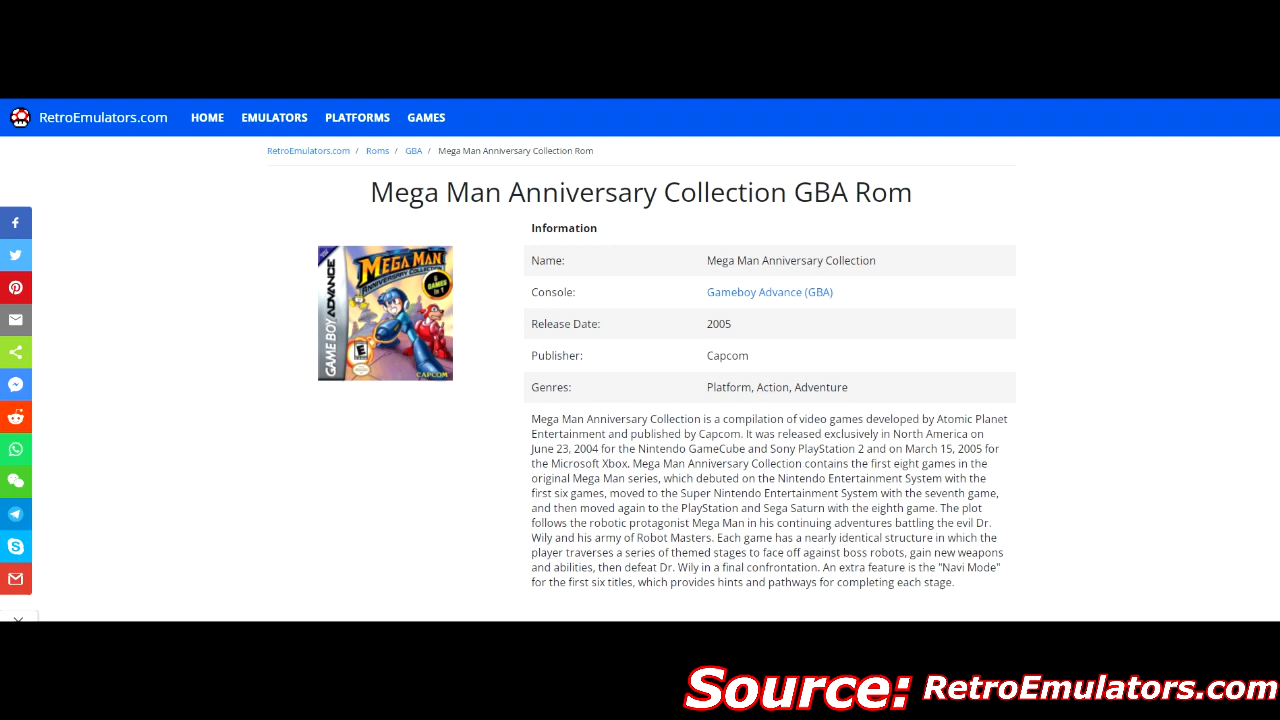 RetroEmulators.com HOME EMULATORS PLATFORMS GAMES
RetroEmulators.com / Roms / GBA / Mega Man Anniversary Collection Rom
Mega Man Anniversary Collection GBA Rom
Information
Name: Mega Man Anniversary Collection
Console: Gameboy Advance (GBA)
Release Date: 2005
Publisher: Capcom
Genres: Platform, Action, Adventure
GAME BOY ADVANCE
MEGA MAN
ANNIVERSARY COLLECTION
GAMES
IN 1
E
CAPCOM
Mega Man Anniversary Collection is a compilation of video games developed by Atomic Planet
Entertainment and published by Capcom. It was released exclusively in North America on
June 23, 2004 for the Nintendo GameCube and Sony PlayStation 2 and on March 15, 2005 for
the Microsoft Xbox. Mega Man Anniversary Collection contains the first eight games in the
original Mega Man series, which debuted on the Nintendo Entertainment System with the
first six games, moved to the Super Nintendo Entertainment System with the seventh game,
and then moved again to the PlayStation and Sega Saturn with the eighth game. The plot
follows the robotic protagonist Mega Man in his continuing adventures battling the evil Dr.
Wily and his army of Robot Masters. Each game has a nearly identical structure in which the
player traverses a series of themed stages to face off against boss robots, gain new weapons
and abilities, then defeat Dr. Wily in a final confrontation. An extra feature is the "Navi Mode"
for the first six titles, which provides hints and pathways for completing each stage.
Source: RetroEmulators.com